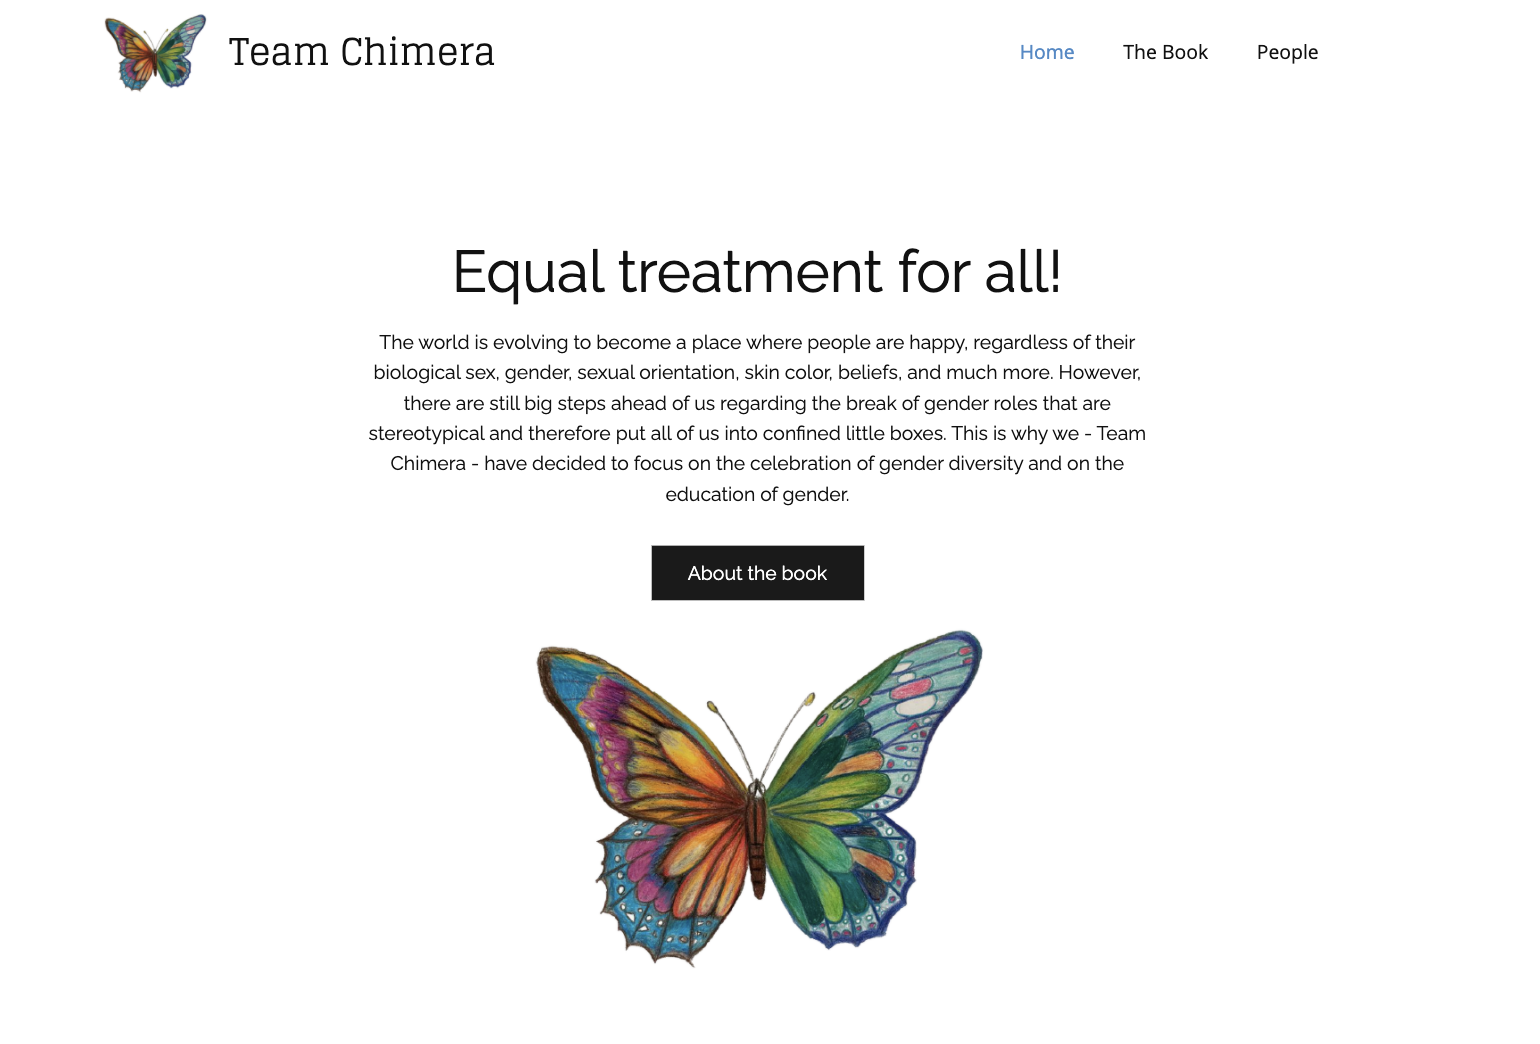 Team Chimera
Home
The Book
People
Equal treatment for all!
The world is evolving to become a place where people are happy, regardless of their
biological sex, gender, sexual orientation, skin color, beliefs, and much more. However,
there are still big steps ahead of us regarding the break of gender roles that are
stereotypical and therefore put all of us into confined little boxes. This is why we - Team
Chimera - have decided to focus on the celebration of gender diversity and on the
education of gender.
About the book